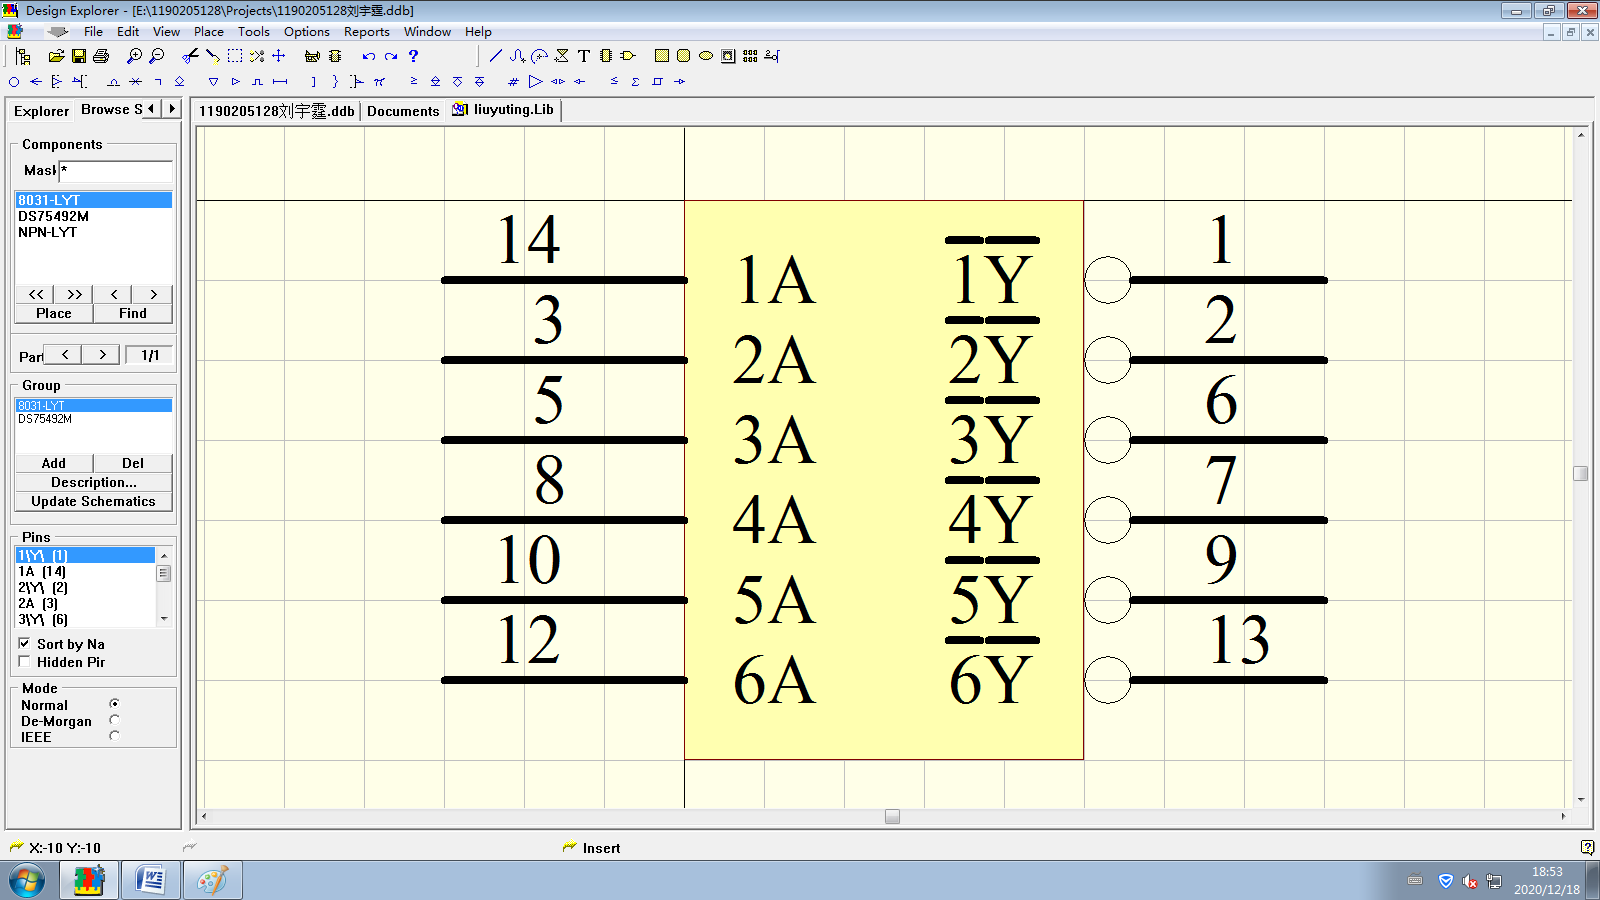 Design Explorer - [E:\1190205128\Projects\1190205128刘宇霆.ddb]
File Edit View Place Tools Options Reports Window Help
Explorer Browse S
1190205128刘宇霆.ddb Documents liuyuting.Lib
Components
Mask *
8031-LYT
DS75492M
NPN-LYT
<< >> < >
Place Find
Part < > 1/1
Group
8031-LYT
DS75492M
Add Del
Description...
Update Schematics
Pins
1\Y\ (1)
1A (14)
2\Y\ (2)
2A (3)
3\Y\ (6)
Sort by Na
Hidden Pir
Mode
Normal
De-Morgan
IEEE
14 1A 1Y 1
3 2A 2Y 2
5 3A 3Y 6
8 4A 4Y 7
10 5A 5Y 9
12 6A 6Y 13
X:-10 Y:-10 Insert
18:53
2020/12/18